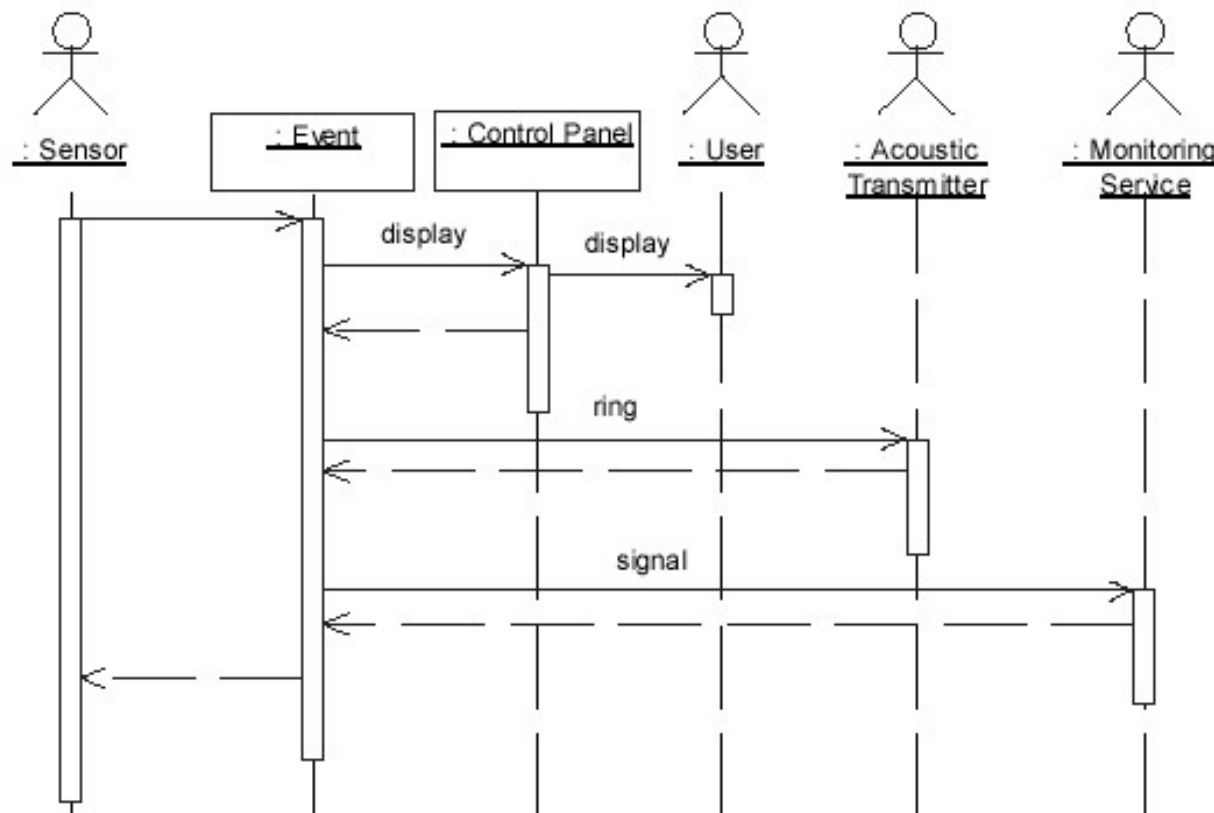 : Sensor
: Event
: Control Panel
: User
: Acoustic
Transmitter
: Monitoring
Service
display
display
ring
signal